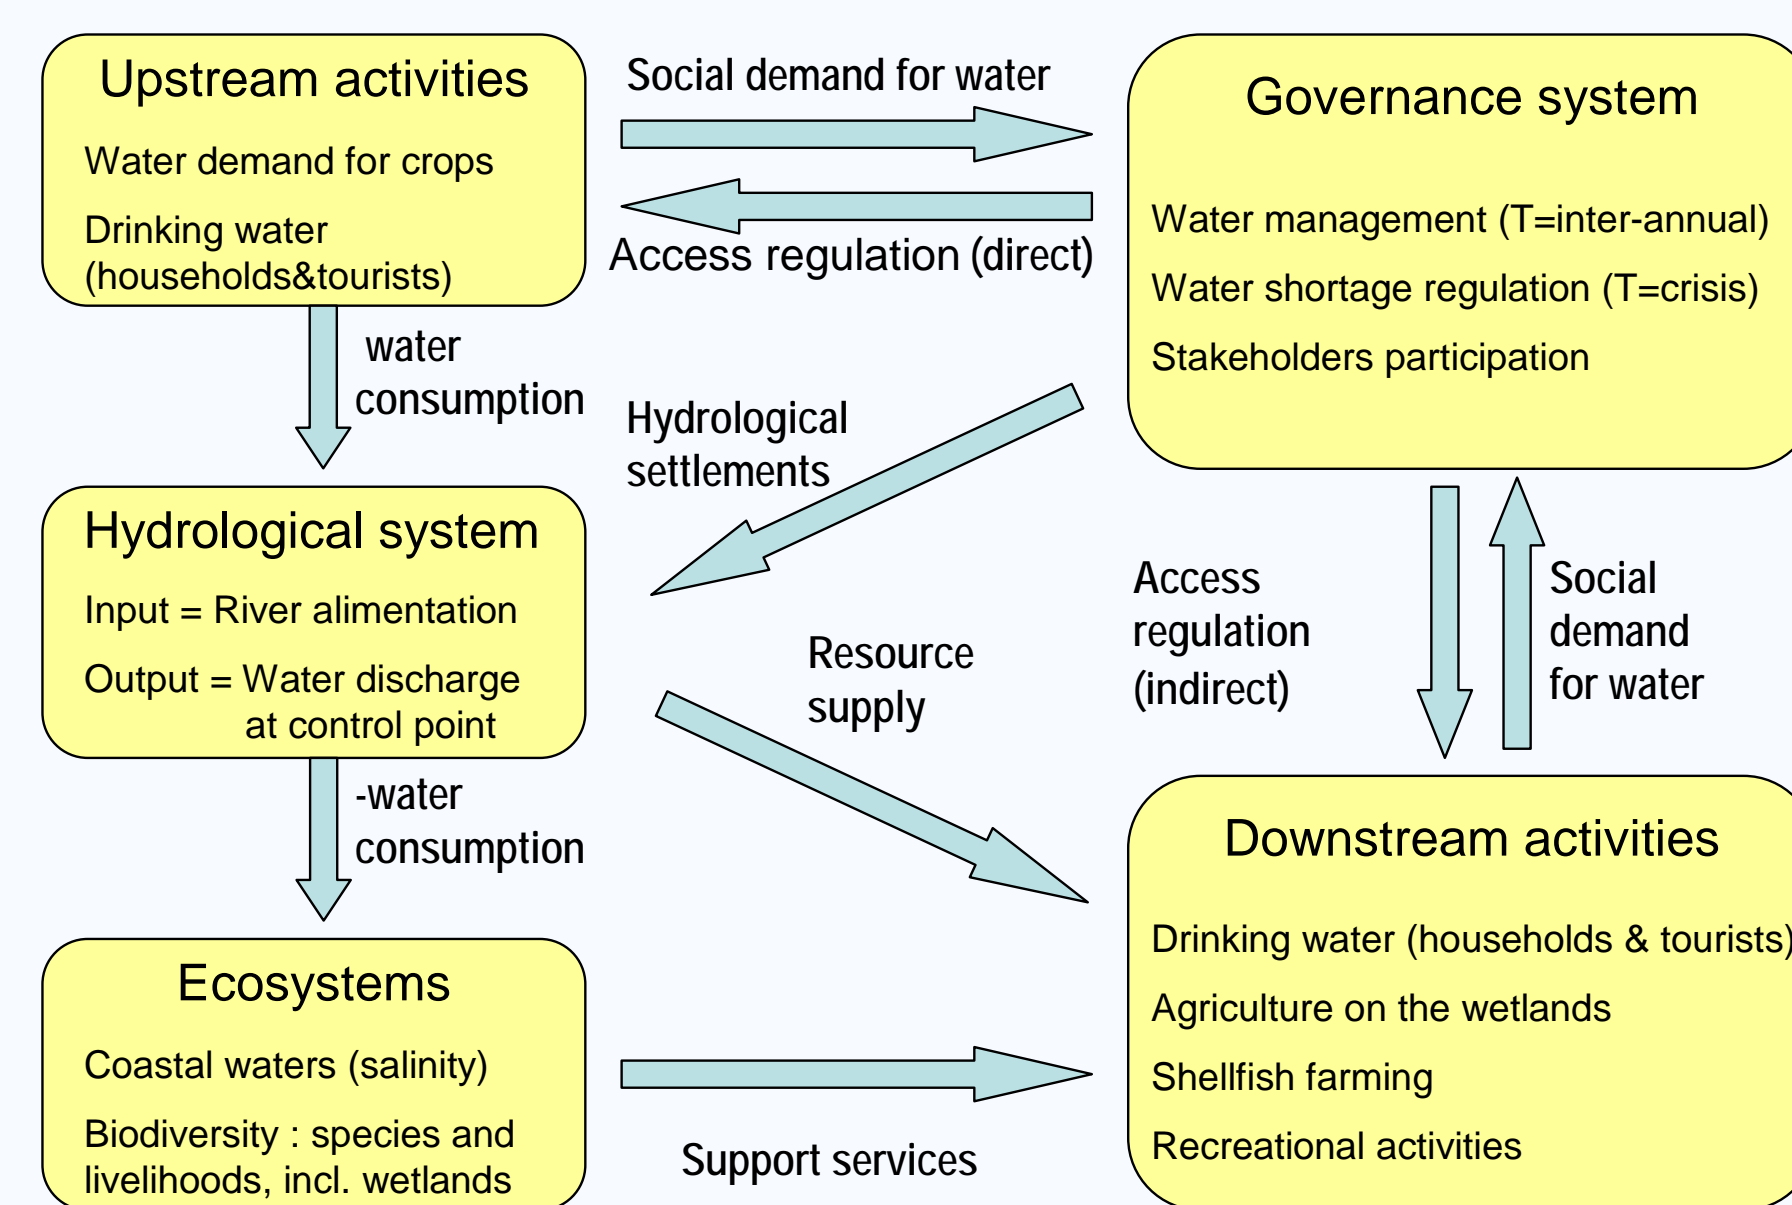 Upstream activities
Water demand for crops
Drinking water
(households&tourists)
Social demand for water
Access regulation (direct)
Governance system
Water management (T=inter-annual)
Water shortage regulation (T=crisis)
Stakeholders participation
water
consumption
Hydrological
settlements
Hydrological system
Input = River alimentation
Output = Water discharge
at control point
Resource
supply
Access
regulation
(indirect)
Social
demand
for water
-water
consumption
Ecosystems
Coastal waters (salinity)
Biodiversity : species and
livelihoods, incl. wetlands
Support services
Downstream activities
Drinking water (households & tourists)
Agriculture on the wetlands
Shellfish farming
Recreational activities